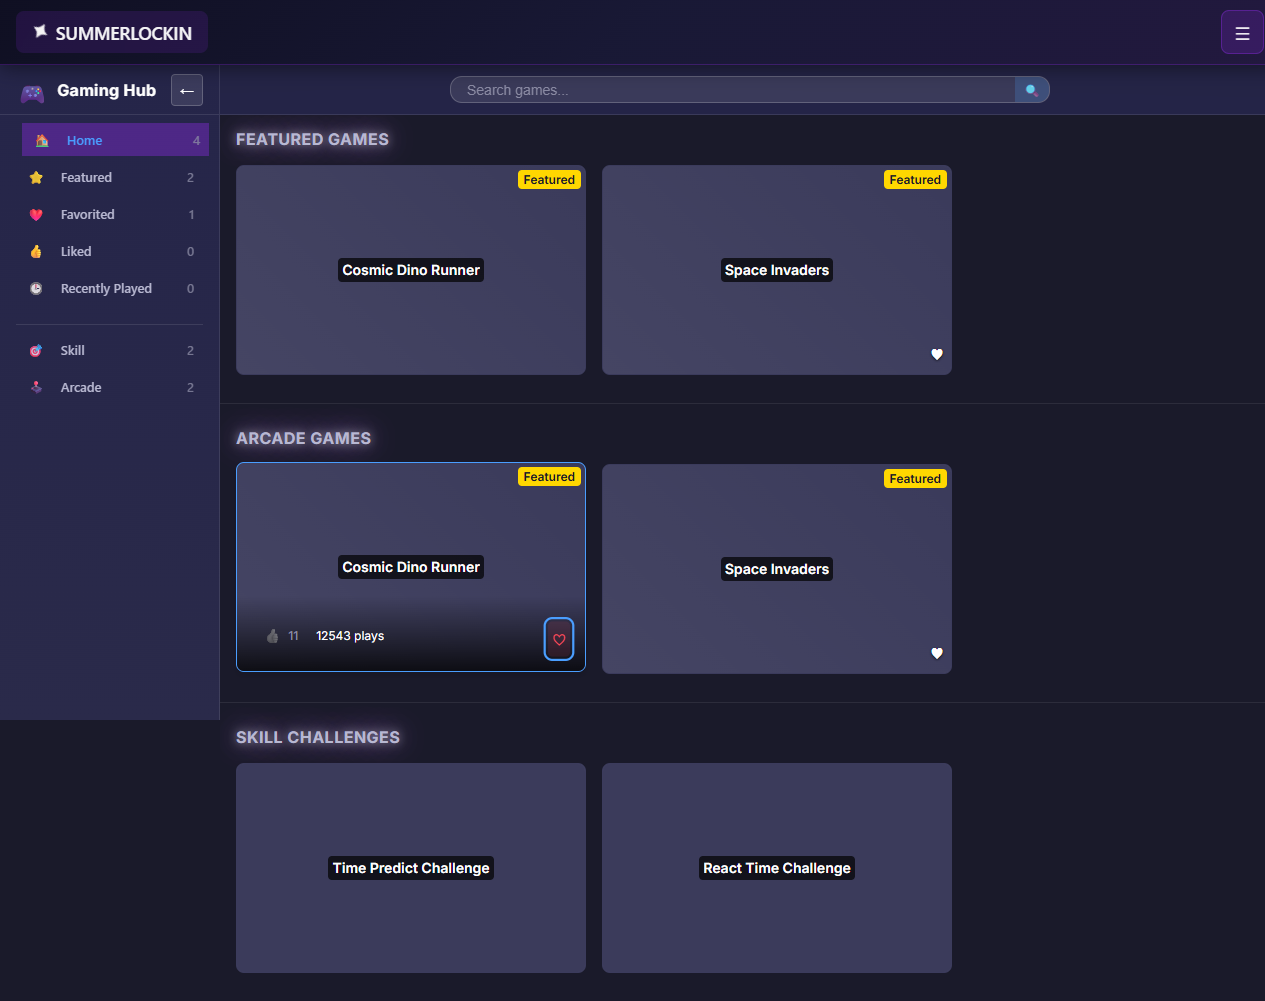 SUMMERLOCKIN
☰
Gaming Hub ←
Search games...
Home 4
Featured 2
Favorited 1
Liked 0
Recently Played 0
Skill 2
Arcade 2
FEATURED GAMES
Featured
Cosmic Dino Runner
Featured
Space Invaders
ARCADE GAMES
Featured
Cosmic Dino Runner
11 12543 plays
Featured
Space Invaders
SKILL CHALLENGES
Time Predict Challenge
React Time Challenge